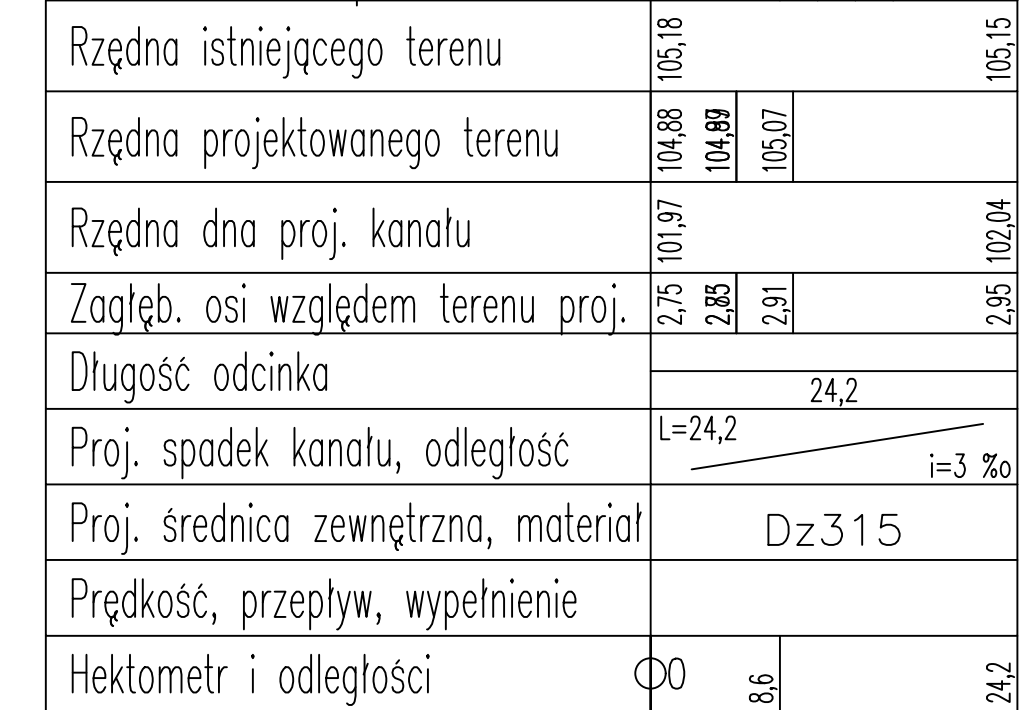 Rzędna istniejącego terenu 105,18 105,15
Rzędna projektowanego terenu 104,88 105,07
Rzędna dna proj. kanału 101,97 102,04
Zagłęb. osi względem terenu proj. 2,75 2,91 2,95
Długość odcinka
24,2
Proj. spadek kanału, odległość L=24,2
i=3 %o
Proj. średnica zewnętrzna, materiał Dz315
Prędkość, przepływ, wypełnienie
Hektometr i odległości 0 8,6 24,2